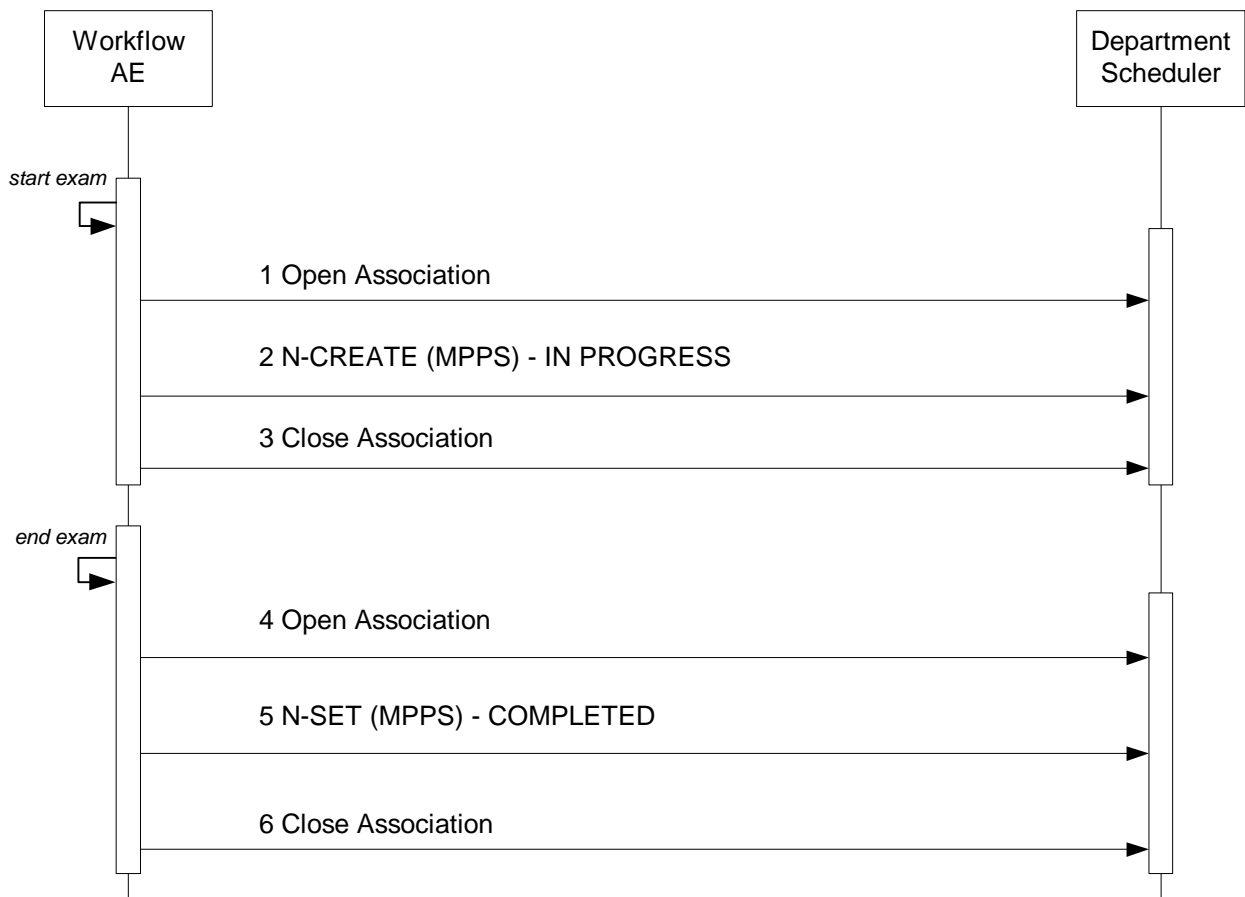 Workflow
AE
Department
Scheduler
start exam
1 Open Association
2 N-CREATE (MPPS) - IN PROGRESS
3 Close Association
end exam
4 Open Association
5 N-SET (MPPS) - COMPLETED
6 Close Association